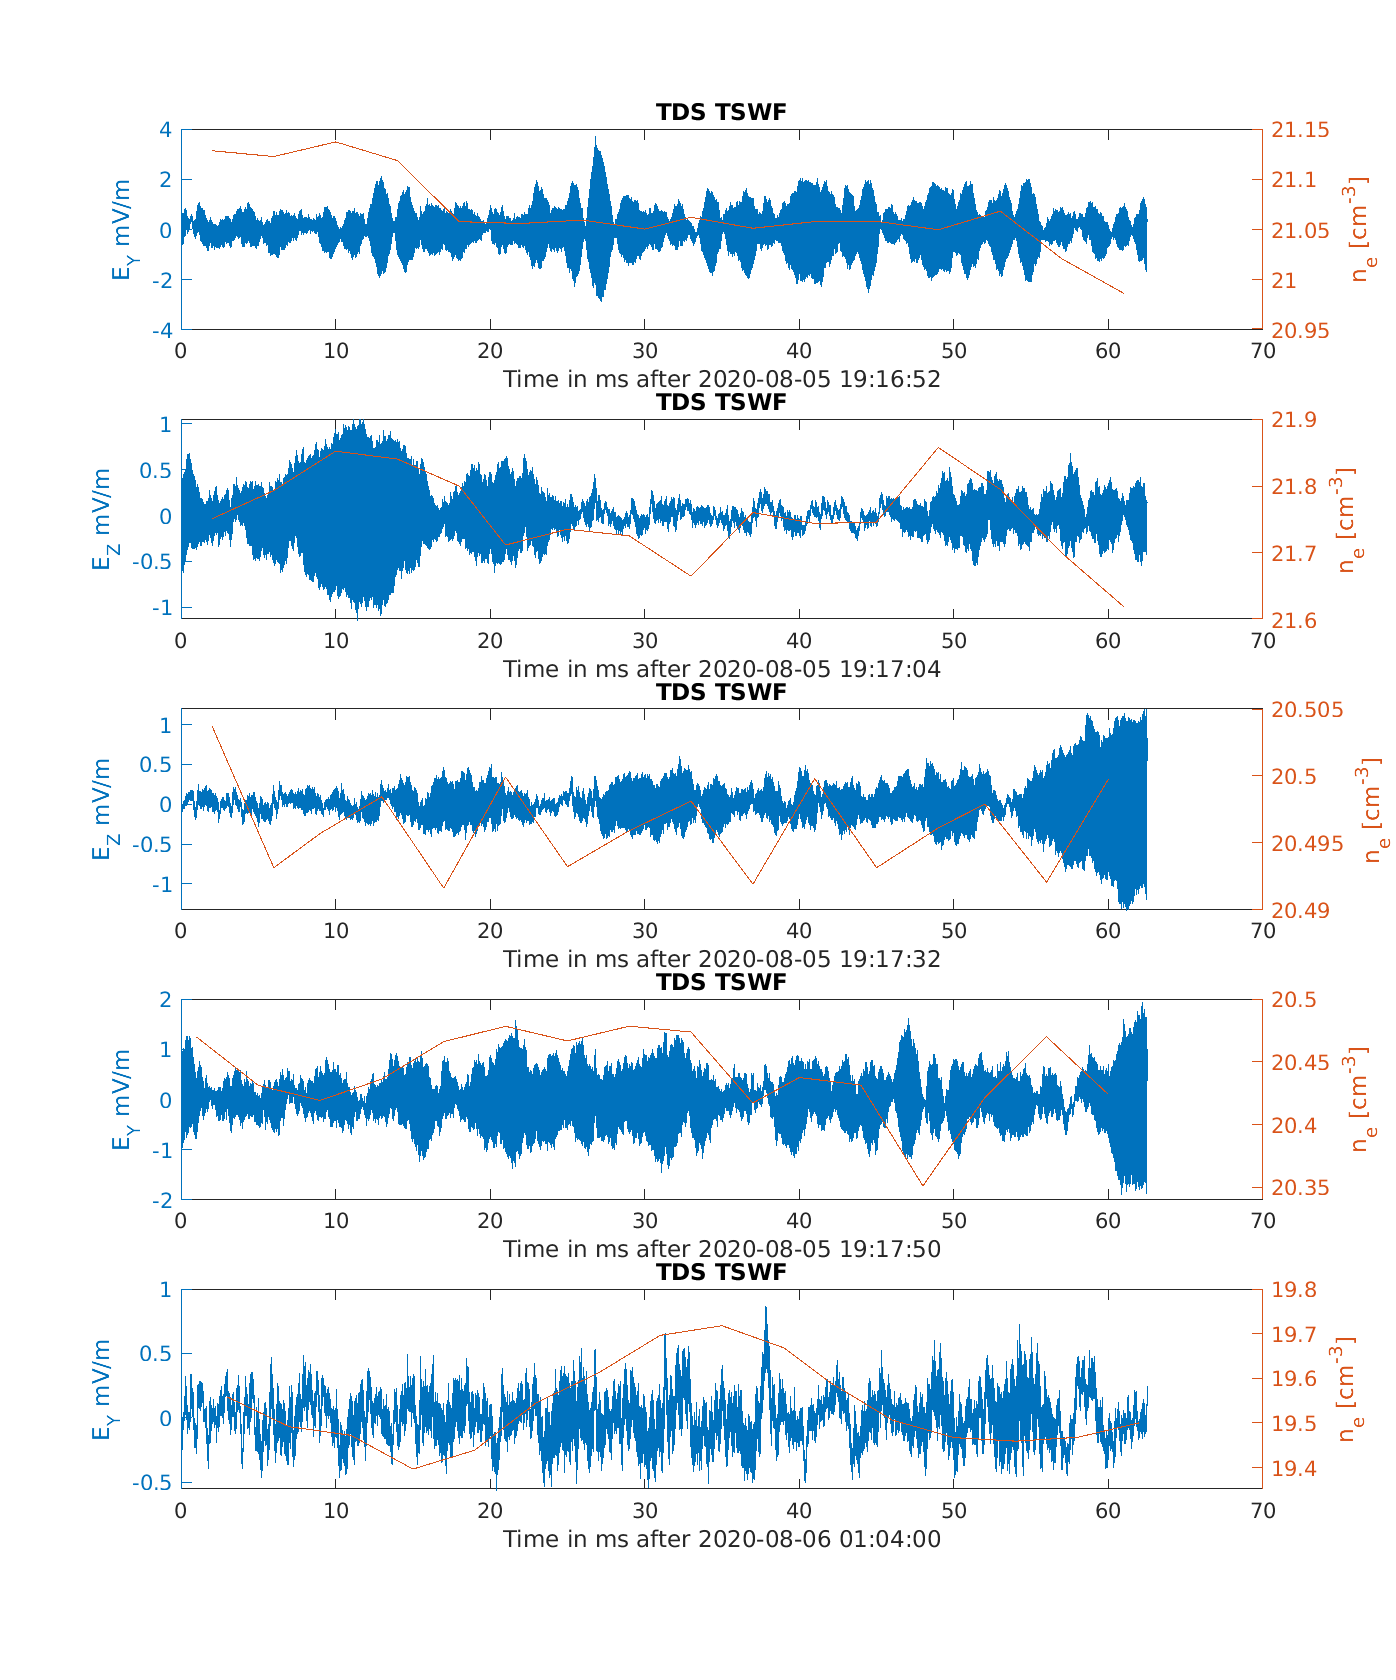 TDS TSWF
4
2
0
-2
-4
E_Y mV/m
21.15
21.1
21.05
21
20.95
n_e [cm^-3]
0 10 20 30 40 50 60 70
Time in ms after 2020-08-05 19:16:52
TDS TSWF
1
0.5
0
-0.5
-1
E_Z mV/m
21.9
21.8
21.7
21.6
n_e [cm^-3]
0 10 20 30 40 50 60 70
Time in ms after 2020-08-05 19:17:04
TDS TSWF
1
0.5
0
-0.5
-1
E_Z mV/m
20.505
20.5
20.495
20.49
n_e [cm^-3]
0 10 20 30 40 50 60 70
Time in ms after 2020-08-05 19:17:32
TDS TSWF
2
1
0
-1
-2
E_Y mV/m
20.5
20.45
20.4
20.35
n_e [cm^-3]
0 10 20 30 40 50 60 70
Time in ms after 2020-08-05 19:17:50
TDS TSWF
1
0.5
0
-0.5
E_Y mV/m
19.8
19.7
19.6
19.5
19.4
n_e [cm^-3]
0 10 20 30 40 50 60 70
Time in ms after 2020-08-06 01:04:00